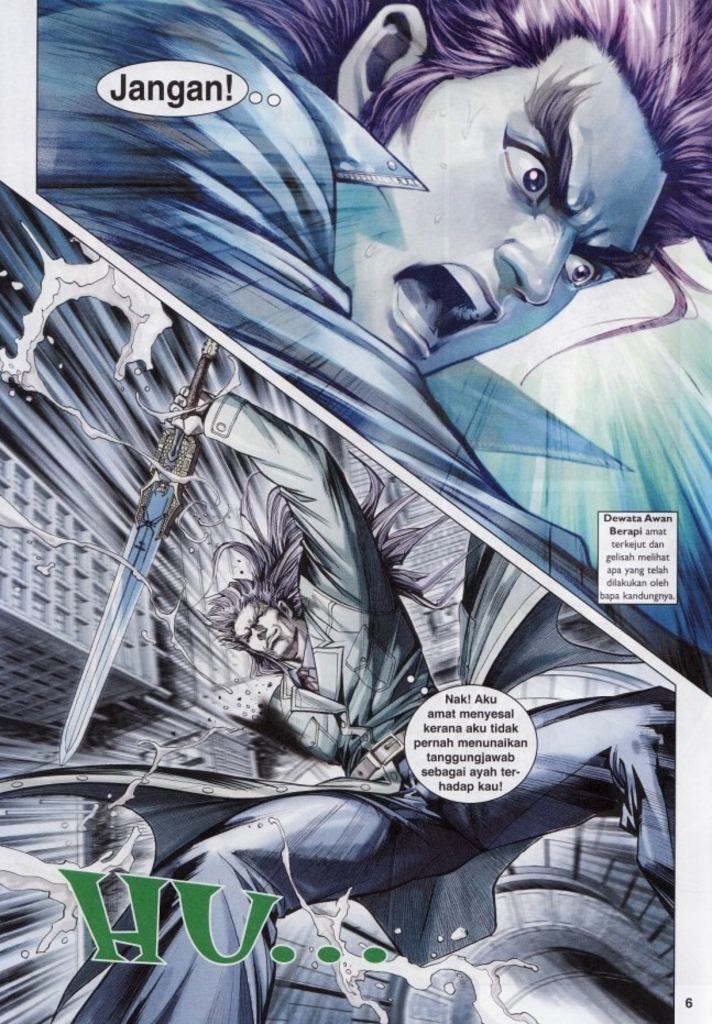 Jangan!
Dewata Awan
Berapi amat
terkejut dan
gelisah melihat
apa yang telah
dilakukan oleh
bapa kandungnya.
Nak! Aku
amat menyesal
kerana aku tidak
pernah menunaikan
tanggungjawab
sebagai ayah ter-
hadap kau!
HU...
6